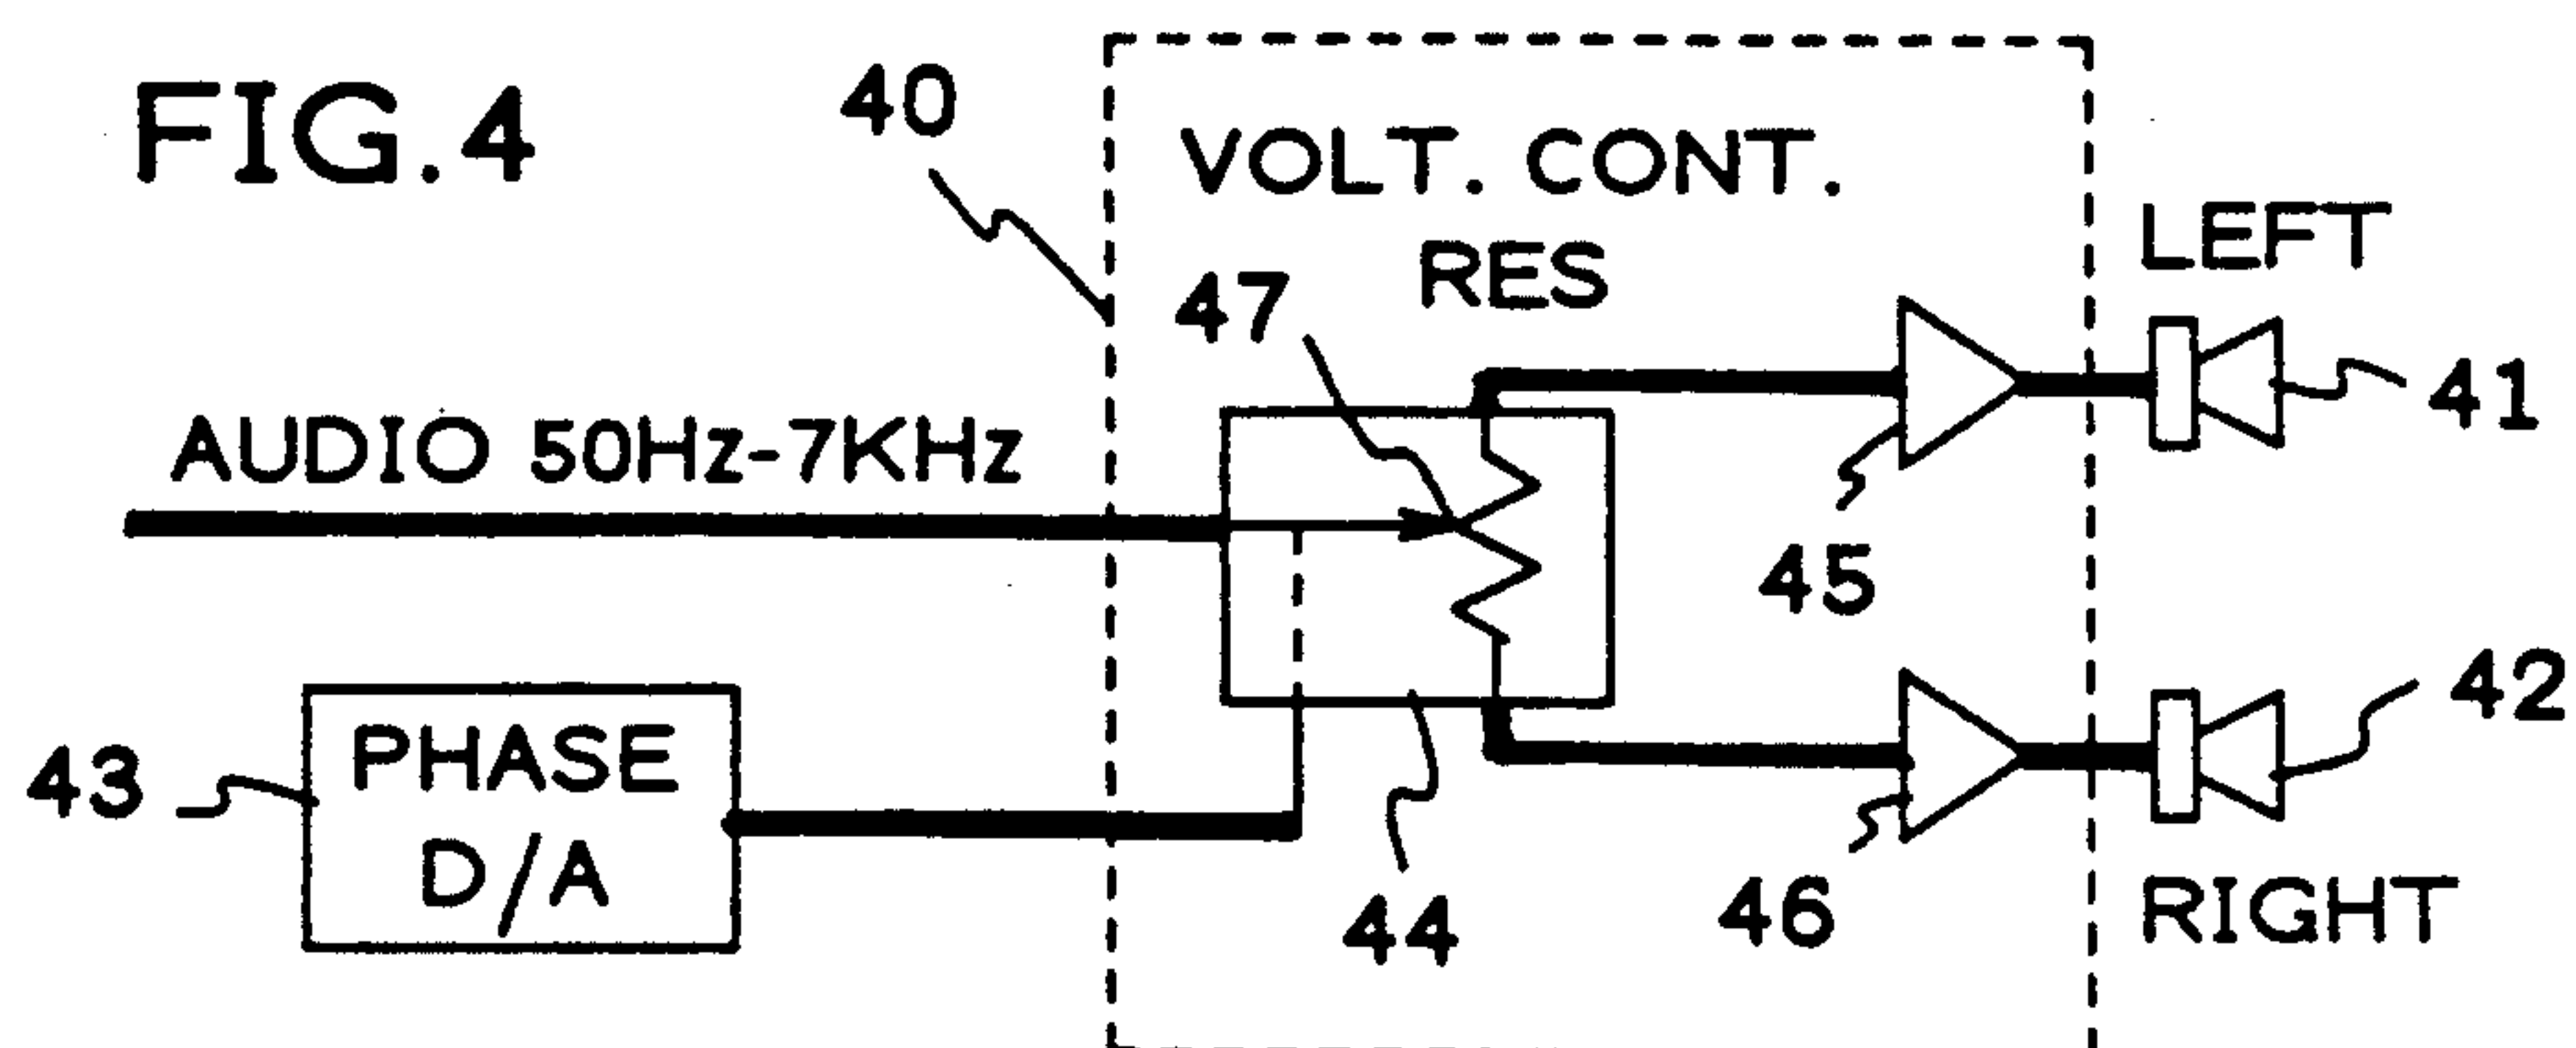 FIG.4
40
VOLT. CONT.
RES
LEFT
47
41
AUDIO 50Hz-7KHz
45
42
43
PHASE
D/A
44
46
RIGHT